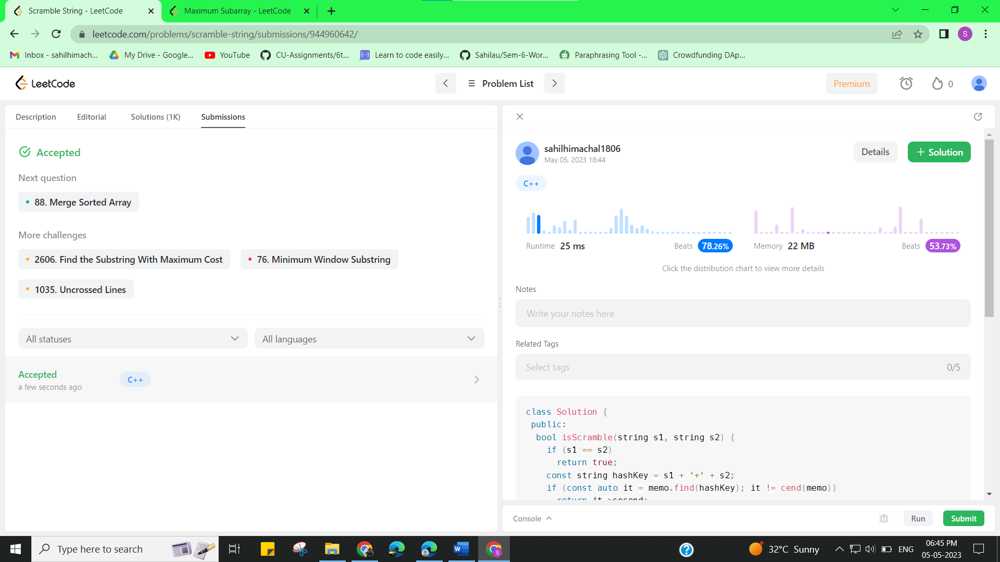 Scramble String - LeetCode
Maximum Subarray - LeetCode
leetcode.com/problems/scramble-string/submissions/944960642/
S
Inbox - sahilhimach...
My Drive - Google...
YouTube
CU-Assignments/6t...
Learn to code easily...
Sahilau/Sem-6-Wor...
Paraphrasing Tool -...
Crowdfunding DAp...
LeetCode
Problem List
Premium
0
Description
Editorial
Solutions (1K)
Submissions
Accepted
Next question
88. Merge Sorted Array
More challenges
2606. Find the Substring With Maximum Cost
76. Minimum Window Substring
1035. Uncrossed Lines
All statuses
All languages
Accepted
a few seconds ago
C++
sahilhimachal1806
May 05, 2023 18:44
Details
+ Solution
C++
Runtime 25 ms
Beats 78.26%
Memory 22 MB
Beats 53.73%
Click the distribution chart to view more details
Notes
Write your notes here
Related Tags
Select tags
0/5
class Solution {
public:
bool isScramble(string s1, string s2) {
if (s1 == s2)
return true;
const string hashKey = s1 + '+' + s2;
if (const auto it = memo.find(hashKey); it != cend(memo))
return it->second;
Console
Run
Submit
Type here to search
32°C Sunny
ENG
06:45 PM
05-05-2023